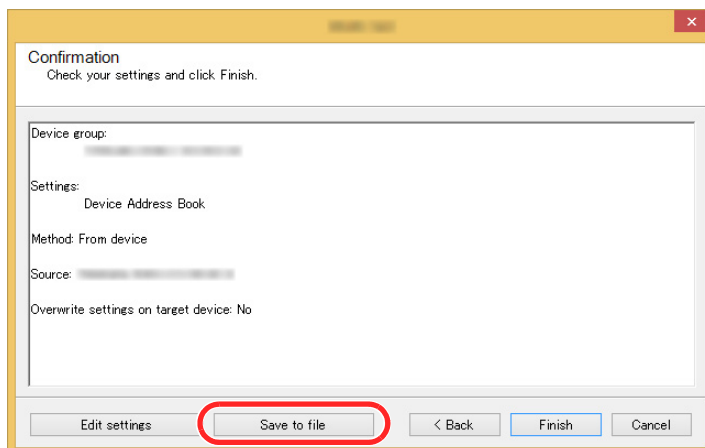 Confirmation
Check your settings and click Finish.
Device group:
Settings:
Device Address Book
Method: From device
Source:
Overwrite settings on target device: No
Edit settings
Save to file
< Back
Finish
Cancel